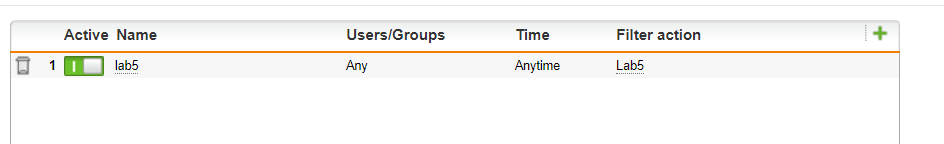 Active Name Users/Groups Time Filter action
1 lab5 Any Anytime Lab5